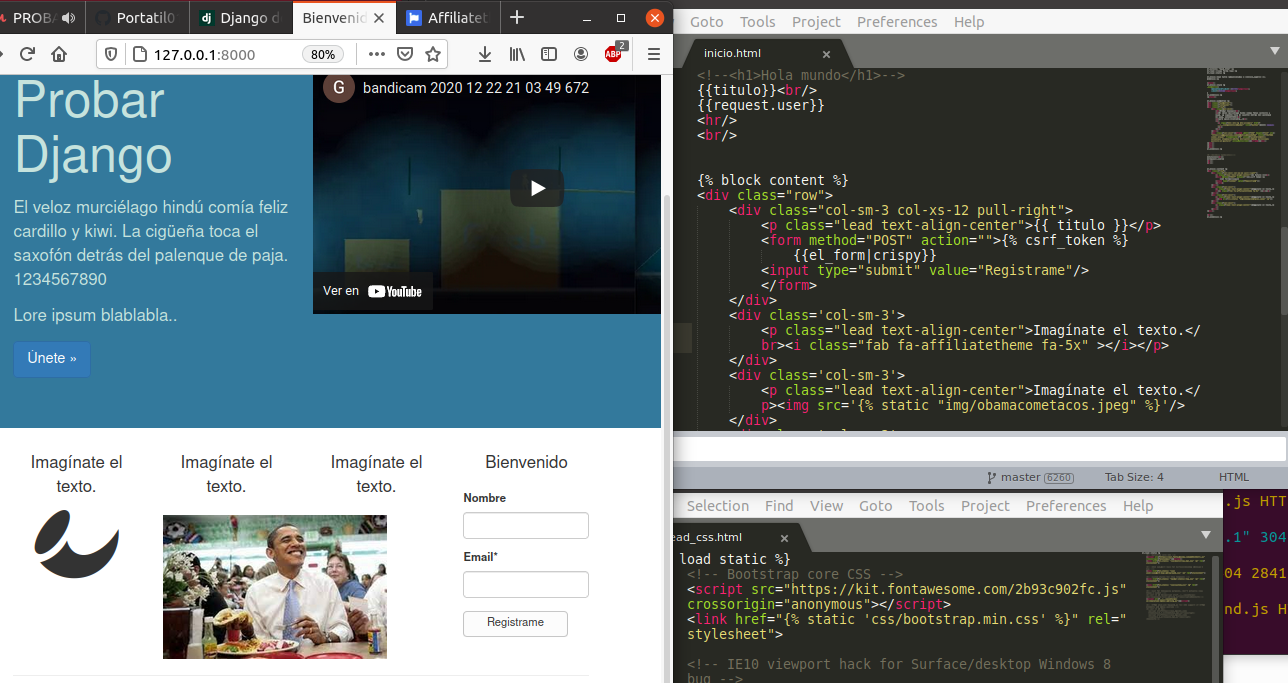 PROBA
Portatil0
Django d
Bienvenid
Affiliatet
127.0.0.1:8000
80%
ABP
2
Probar
Django
El veloz murciélago hindú comía feliz
cardillo y kiwi. La cigüeña toca el
saxofón detrás del palenque de paja.
1234567890
Lore ipsum blablabla..
Únete »
G
bandicam 2020 12 22 21 03 49 672
Ver en YouTube
Imagínate el
texto.
Imagínate el
texto.
Imagínate el
texto.
Bienvenido
Nombre
Email*
Registrame
Goto Tools Project Preferences Help
inicio.html
<!--<h1>Hola mundo</h1>-->
{{titulo}}<br/>
{{request.user}}
<hr/>
<br/>
{% block content %}
<div class="row">
<div class="col-sm-3 col-xs-12 pull-right">
<p class="lead text-align-center">{{ titulo }}</p>
<form method="POST" action="">{% csrf_token %}
{{el_form|crispy}}
<input type="submit" value="Registrame"/>
</form>
</div>
<div class='col-sm-3'>
<p class="lead text-align-center">Imagínate el texto.</
br><i class="fab fa-affiliatetheme fa-5x" ></i></p>
</div>
<div class='col-sm-3'>
<p class="lead text-align-center">Imagínate el texto.</
p><img src='{% static "img/obamacometacos.jpeg" %}'/>
</div>
master 6260
Tab Size: 4
HTML
Selection Find View Goto Tools Project Preferences Help
ead_css.html
load static %}
<!-- Bootstrap core CSS -->
<script src="https://kit.fontawesome.com/2b93c902fc.js"
crossorigin="anonymous"></script>
<link href="{% static 'css/bootstrap.min.css' %}" rel="
stylesheet">
<!-- IE10 viewport hack for Surface/desktop Windows 8
bug -->
.js HTT
.1" 304
04 2841
nd.js H